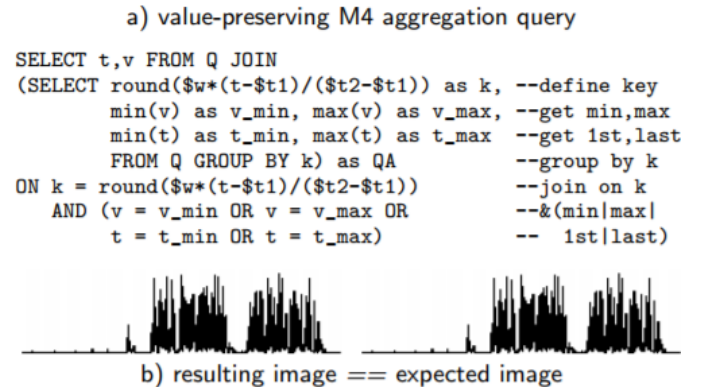 a) value-preserving M4 aggregation query
SELECT t,v FROM Q JOIN
(SELECT round($w*(t-$t1)/($t2-$t1)) as k, --define key
min(v) as v_min, max(v) as v_max, --get min,max
min(t) as t_min, max(t) as t_max --get 1st,last
FROM Q GROUP BY k) as QA --group by k
ON k = round($w*(t-$t1)/($t2-$t1)) --join on k
AND (v = v_min OR v = v_max OR --&(min|max|
t = t_min OR t = t_max) -- 1st|last)
b) resulting image == expected image